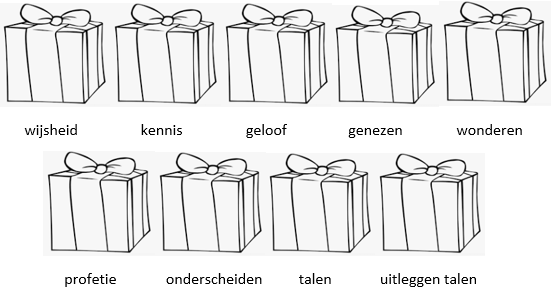 wijsheid kennis geloof genezen wonderen
profetie onderscheiden talen uitleggen talen